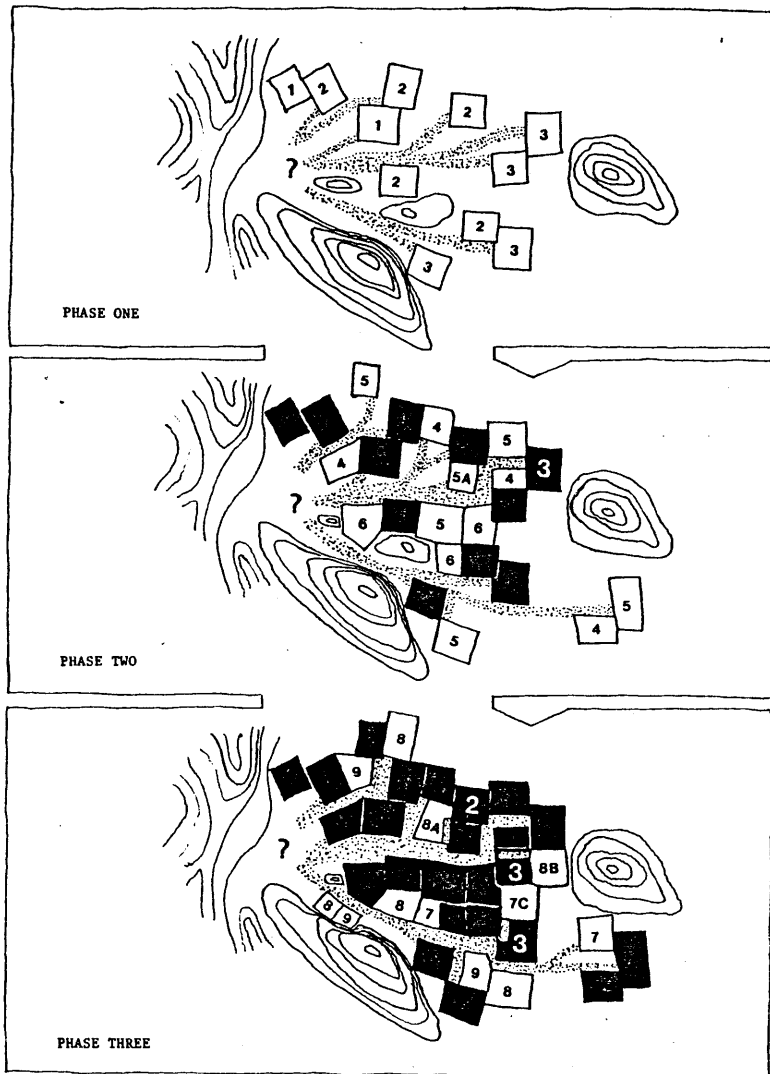 1 2 2
1 2
3
? 3
2
2
3
3
PHASE ONE
5
4 5
4 5A 4 3
?
6 5 6
6
5
5 4
PHASE TWO
8
9
2
8A
? 3 8B
8 8 7 7C
9
3 7
9 8
PHASE THREE